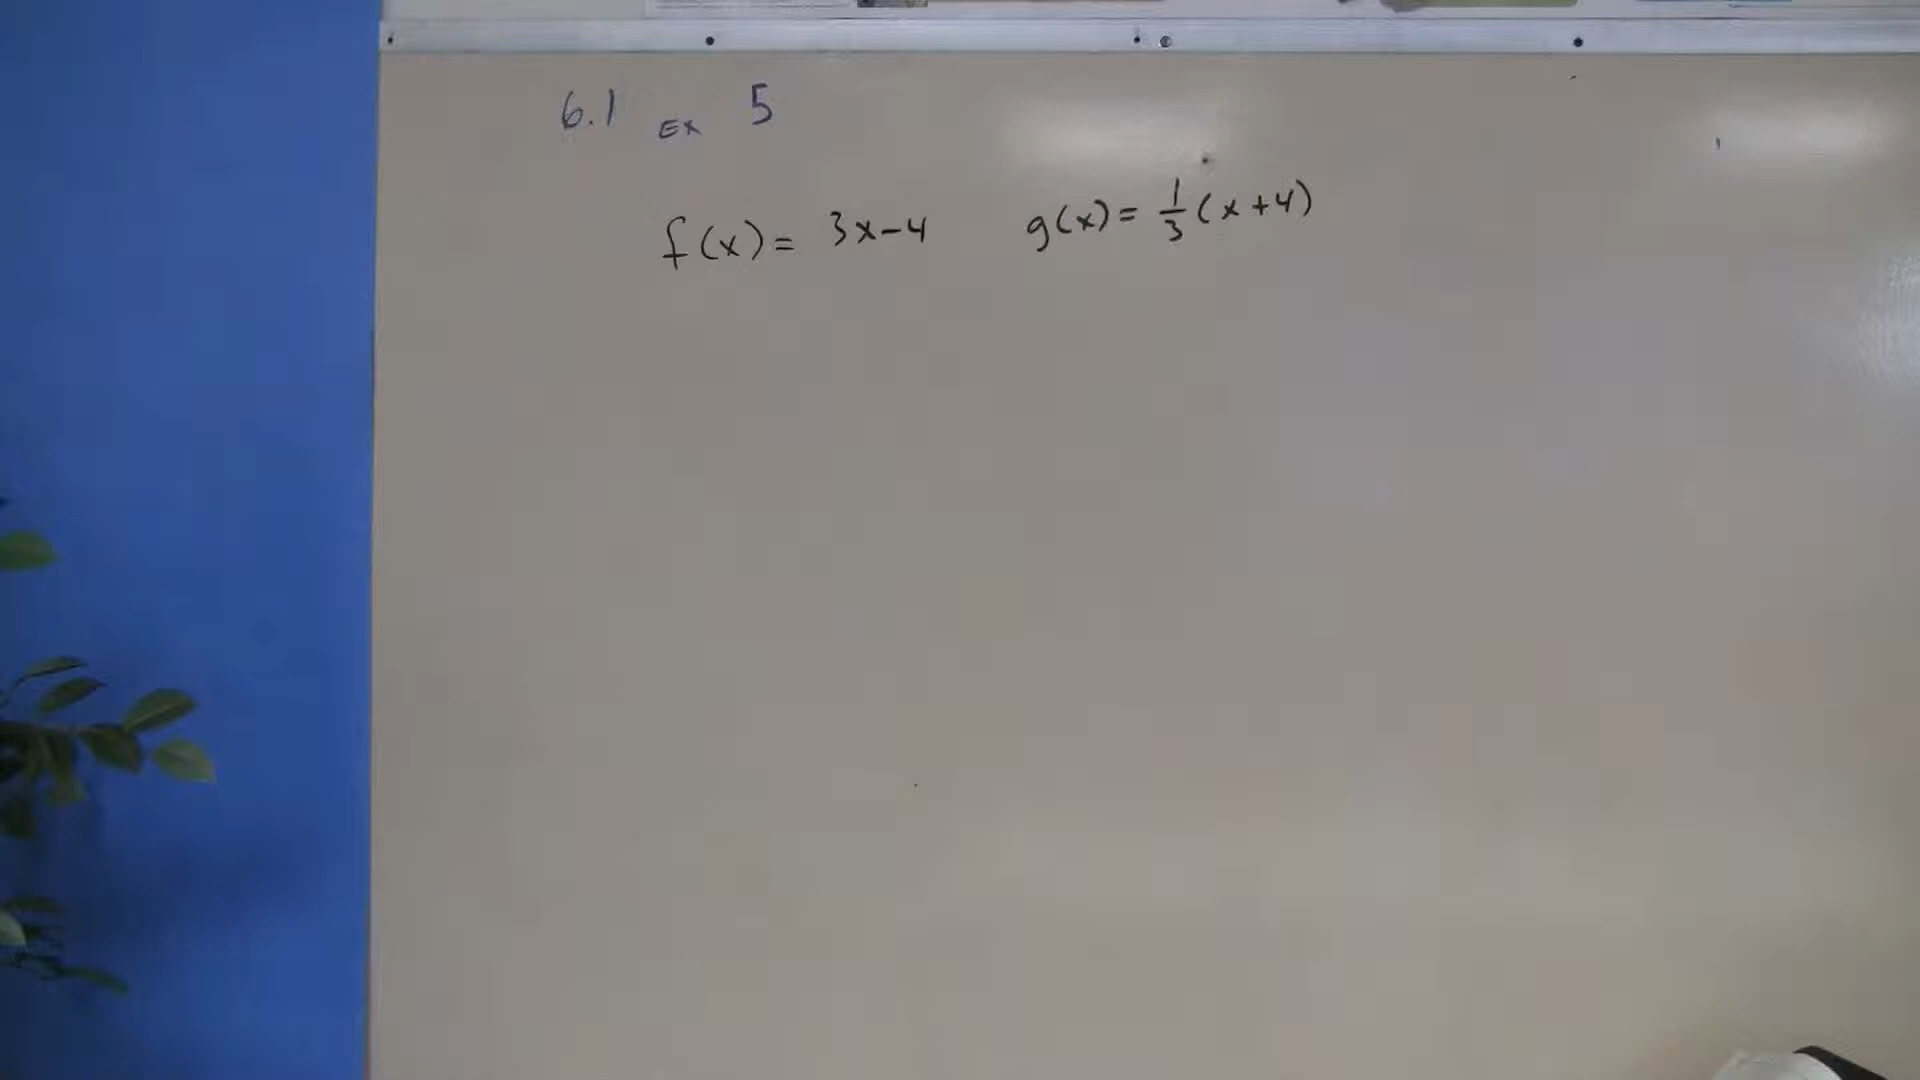 6.1 Ex 5
f(x) = 3x-4 g(x) = 1/3 (x+4)